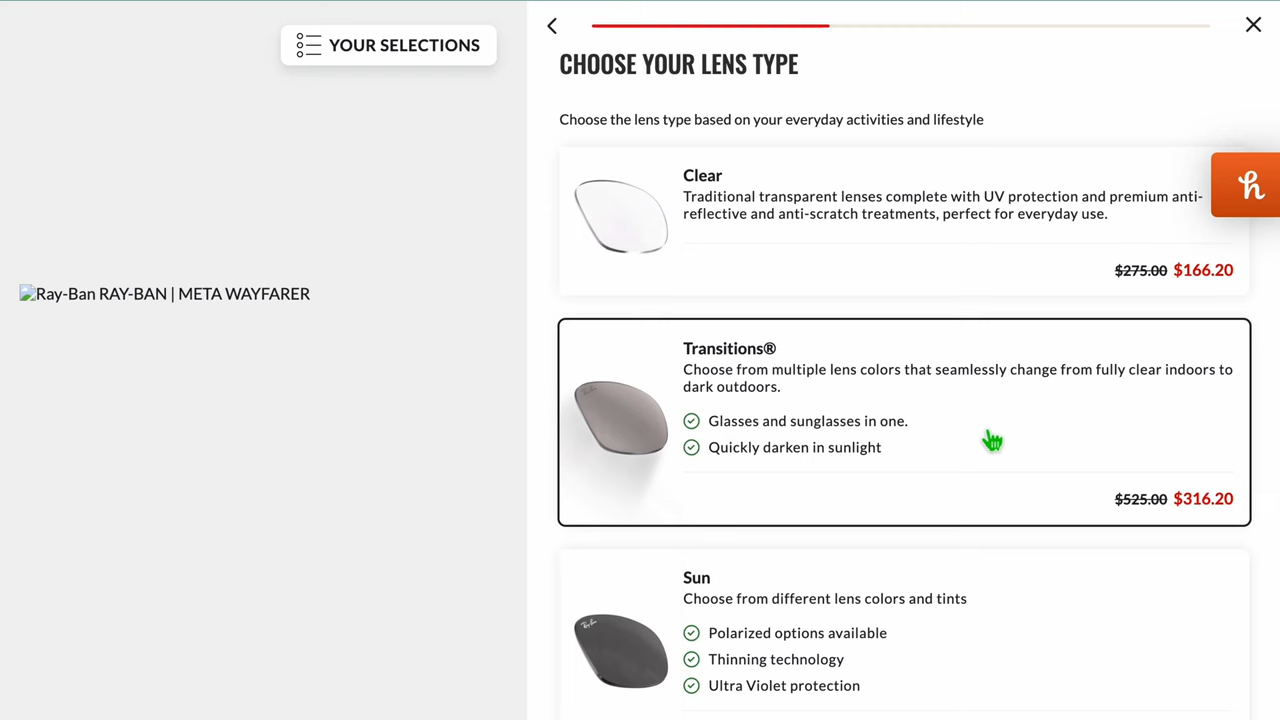 YOUR SELECTIONS
CHOOSE YOUR LENS TYPE
Choose the lens type based on your everyday activities and lifestyle
Clear
Traditional transparent lenses complete with UV protection and premium anti-
reflective and anti-scratch treatments, perfect for everyday use.
$275.00 $166.20
Ray-Ban RAY-BAN | META WAYFARER
Transitions®
Choose from multiple lens colors that seamlessly change from fully clear indoors to
dark outdoors.
Glasses and sunglasses in one.
Quickly darken in sunlight
$525.00 $316.20
Sun
Choose from different lens colors and tints
Ray-Ban
Polarized options available
Thinning technology
Ultra Violet protection